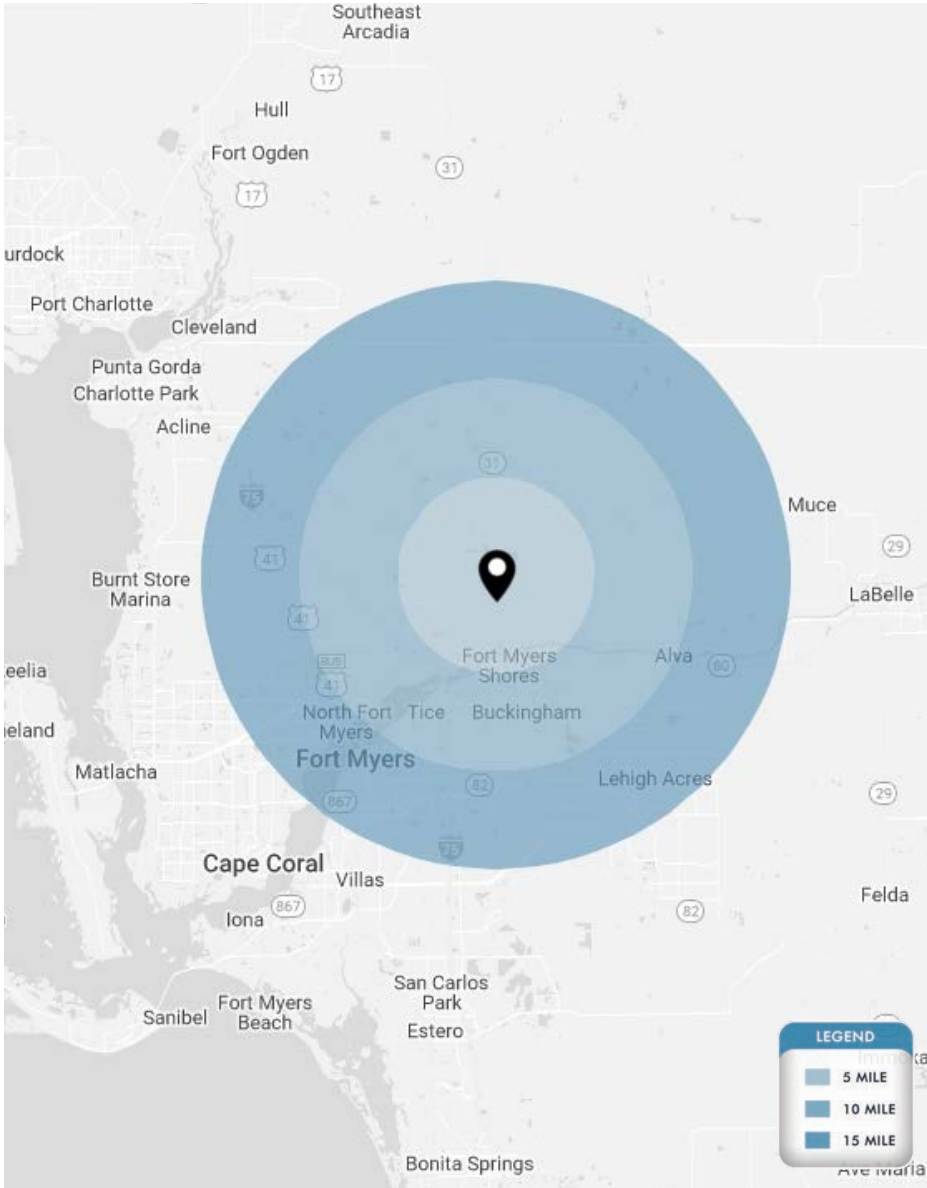 Southeast
Arcadia
17
Hull
Fort Ogden
31
17
urdock
Port Charlotte
Cleveland
Punta Gorda
Charlotte Park
Acline
31
75
Muce
41
29
Burnt Store
Marina
LaBelle
41
Fort Myers
Shores
Alva
80
BUS
41
eelia
North Fort
Myers
Tice
Buckingham
eland
Fort Myers
Matlacha
82
Lehigh Acres
867
29
75
Cape Coral
Villas
867
Iona
82
Felda
San Carlos
Park
Fort Myers
Beach
Sanibel
Estero
LEGEND
5 MILE
10 MILE
15 MILE
Bonita Springs
Ave Maria